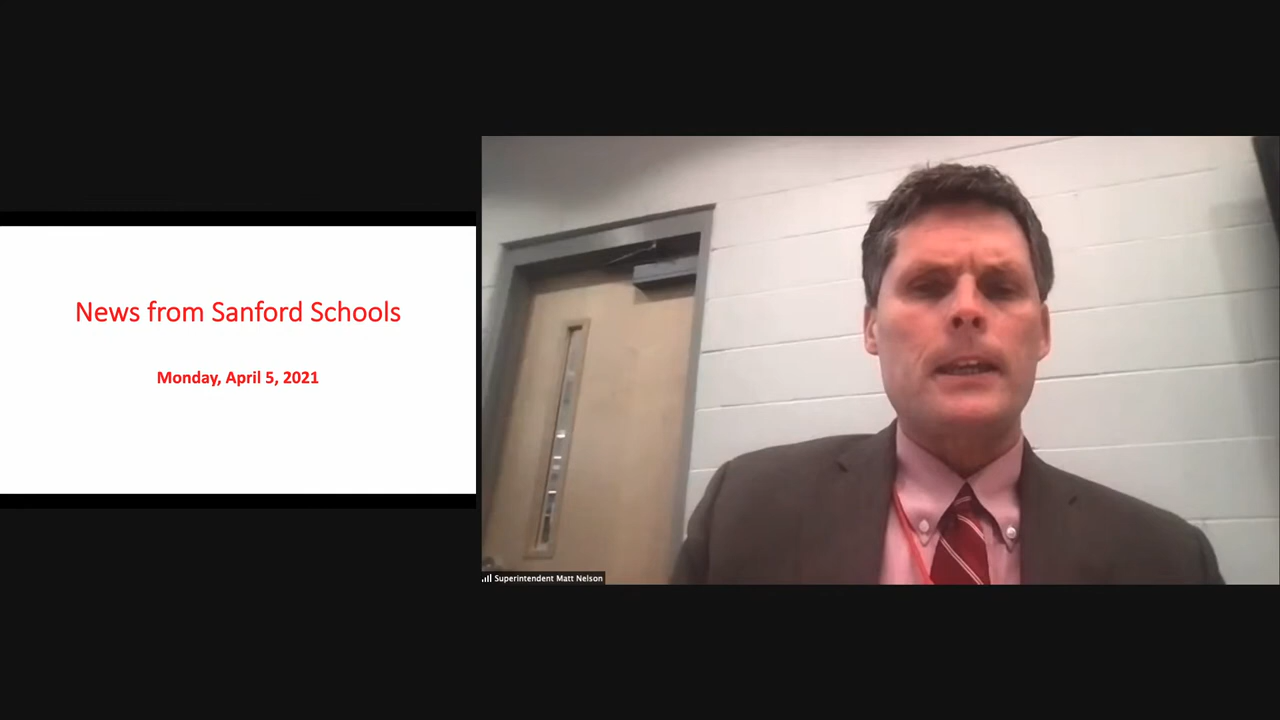 News from Sanford Schools
Monday, April 5, 2021
Superintendent Matt Nelson